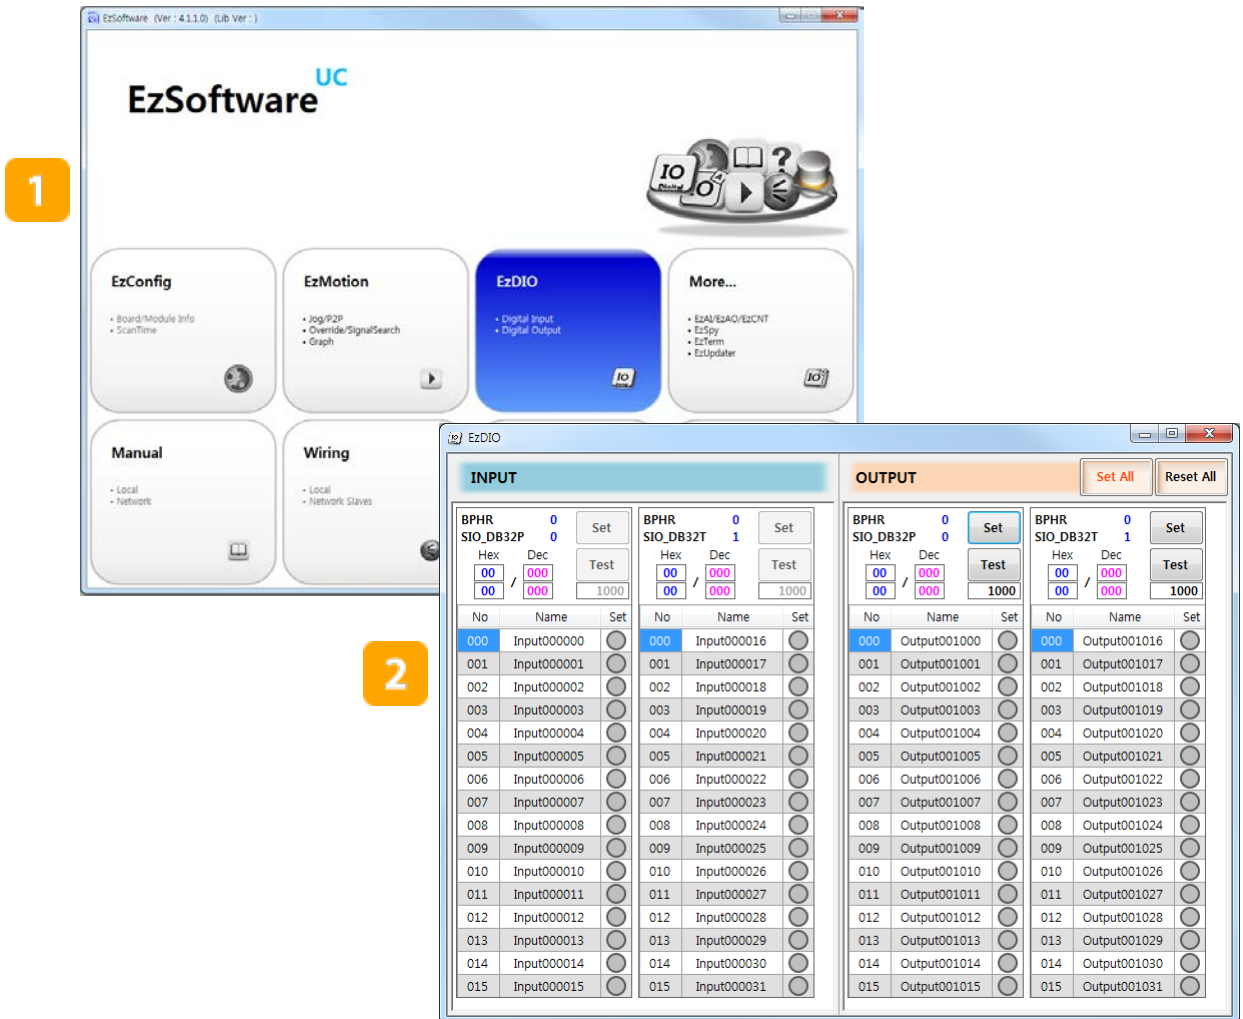 1
EzSoftware (Ver : 4.1.1.0) (Lib Ver : )
EzSoftware UC
IO
Digital
IO
A
?
EzConfig
• Board/Module Info
• ScanTime
EzMotion
• Jog/P2P
• Override/SignalSearch
• Graph
EzDIO
• Digital Input
• Digital Output
IO
More...
• EzAI/EzAO/EzCNT
• EzSpy
• EzTerm
• EzUpdater
IO
Manual
• Local
• Network
Wiring
• Local
• Network Slaves
2
IO EzDIO
INPUT
OUTPUT Set All Reset All
BPHR 0 Set BPHR 0 Set BPHR 0 Set BPHR 0 Set
SIO_DB32P 0 SIO_DB32T 1 SIO_DB32P 0 SIO_DB32T 1
Hex Dec Test Hex Dec Test Hex Dec Test Hex Dec Test
00 / 000 00 / 000 00 / 000 00 / 000
00 000 1000 00 000 1000 00 000 1000 00 000 1000
No Name Set No Name Set No Name Set No Name Set
000 Input000000 000 Input000016 000 Output001000 000 Output001016
001 Input000001 001 Input000017 001 Output001001 001 Output001017
002 Input000002 002 Input000018 002 Output001002 002 Output001018
003 Input000003 003 Input000019 003 Output001003 003 Output001019
004 Input000004 004 Input000020 004 Output001004 004 Output001020
005 Input000005 005 Input000021 005 Output001005 005 Output001021
006 Input000006 006 Input000022 006 Output001006 006 Output001022
007 Input000007 007 Input000023 007 Output001007 007 Output001023
008 Input000008 008 Input000024 008 Output001008 008 Output001024
009 Input000009 009 Input000025 009 Output001009 009 Output001025
010 Input000010 010 Input000026 010 Output001010 010 Output001026
011 Input000011 011 Input000027 011 Output001011 011 Output001027
012 Input000012 012 Input000028 012 Output001012 012 Output001028
013 Input000013 013 Input000029 013 Output001013 013 Output001029
014 Input000014 014 Input000030 014 Output001014 014 Output001030
015 Input000015 015 Input000031 015 Output001015 015 Output001031